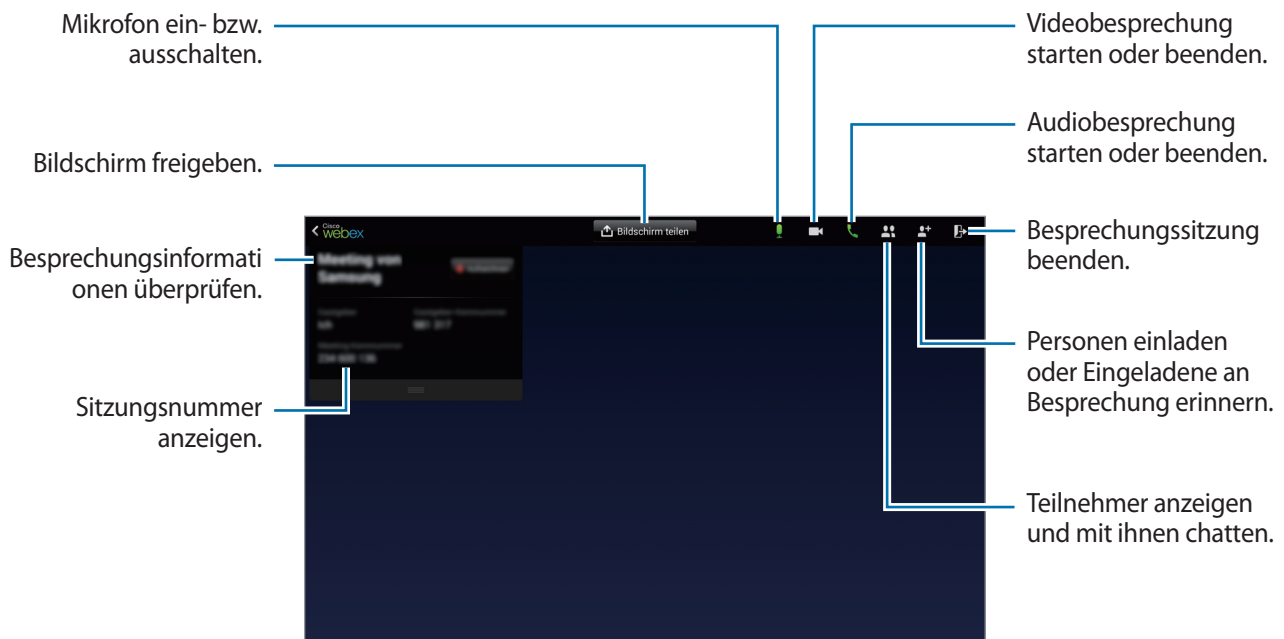 Mikrofon ein- bzw.
ausschalten.
Bildschirm freigeben.
Besprechungsinformati
onen überprüfen.
Sitzungsnummer
anzeigen.
Cisco
webex
Bildschirm teilen
Meeting von
Samsung
Videobesprechung
starten oder beenden.
Audiobesprechung
starten oder beenden.
Besprechungssitzung
beenden.
Personen einladen
oder Eingeladene an
Besprechung erinnern.
Teilnehmer anzeigen
und mit ihnen chatten.